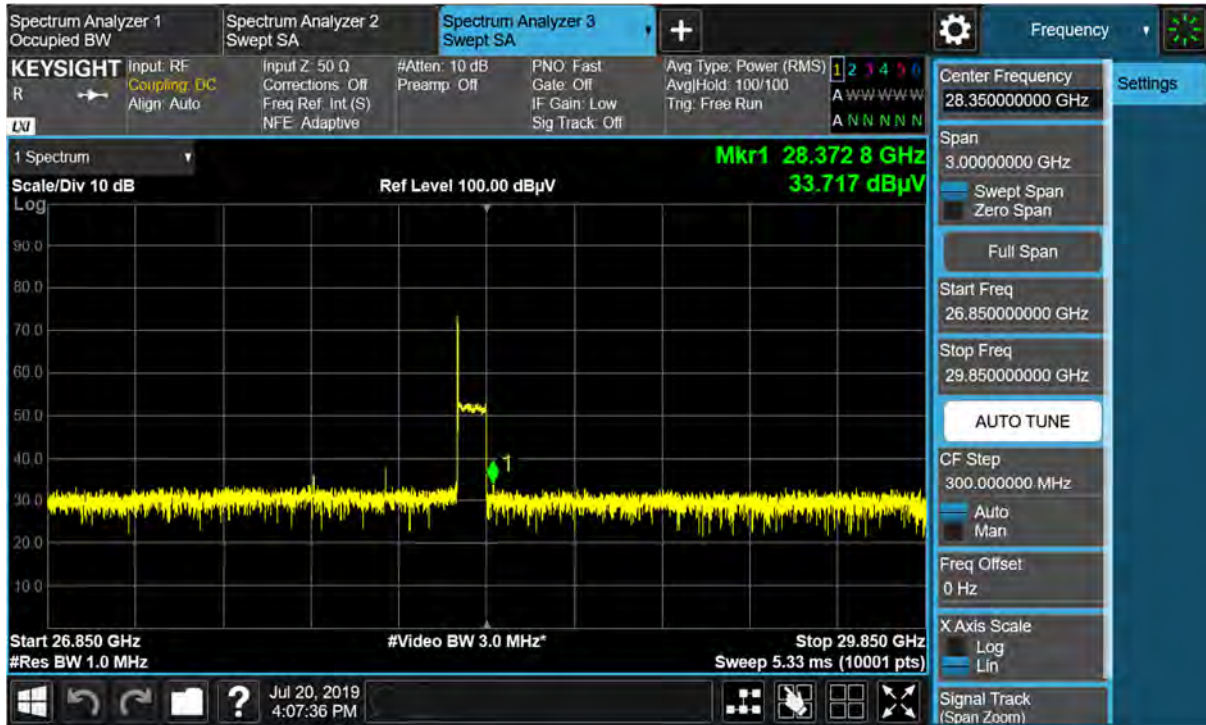 Spectrum Analyzer 1
Occupied BW
Spectrum Analyzer 2
Swept SA
Spectrum Analyzer 3
Swept SA
+
Frequency
KEYSIGHT
R
LXI
Input: RF
Coupling: DC
Align: Auto
Input Z: 50 Ω
Corrections: Off
Freq Ref: Int (S)
NFE: Adaptive
#Atten: 10 dB
Preamp: Off
PNO: Fast
Gate: Off
IF Gain: Low
Sig Track: Off
Avg Type: Power (RMS)
Avg|Hold: 100/100
Trig: Free Run
1 2 3 4 5 6
A W W W W W
A N N N N N
1 Spectrum
Scale/Div 10 dB
Ref Level 100.00 dBµV
Mkr1 28.372 8 GHz
33.717 dBµV
Log
90.0
80.0
70.0
60.0
50.0
40.0
30.0
20.0
10.0
1
Start 26.850 GHz
#Res BW 1.0 MHz
#Video BW 3.0 MHz*
Stop 29.850 GHz
Sweep 5.33 ms (10001 pts)
Center Frequency
28.350000000 GHz
Settings
Span
3.00000000 GHz
Swept Span
Zero Span
Full Span
Start Freq
26.850000000 GHz
Stop Freq
29.850000000 GHz
AUTO TUNE
CF Step
300.000000 MHz
Auto
Man
Freq Offset
0 Hz
X Axis Scale
Log
Lin
Signal Track
(Span Zoom)
?
Jul 20, 2019
4:07:36 PM